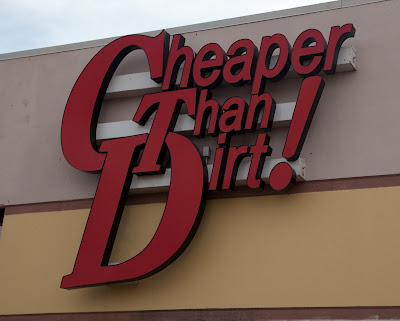 Cheaper
Than
Dirt!